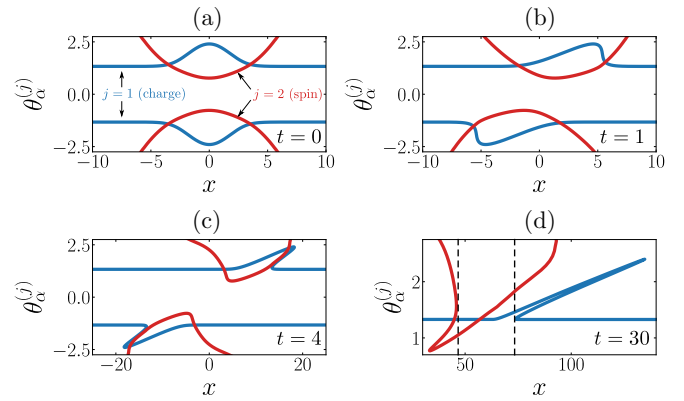 (a)
(b)
2.5
0.0
−2.5
θ_α^(j)
j = 1 (charge)
j = 2 (spin)
t = 0
−10
−5
0
5
10
x
2.5
0.0
−2.5
θ_α^(j)
t = 1
−10
−5
0
5
10
x
(c)
(d)
2.5
0.0
−2.5
θ_α^(j)
t = 4
−20
0
20
x
2
1
θ_α^(j)
t = 30
50
100
x